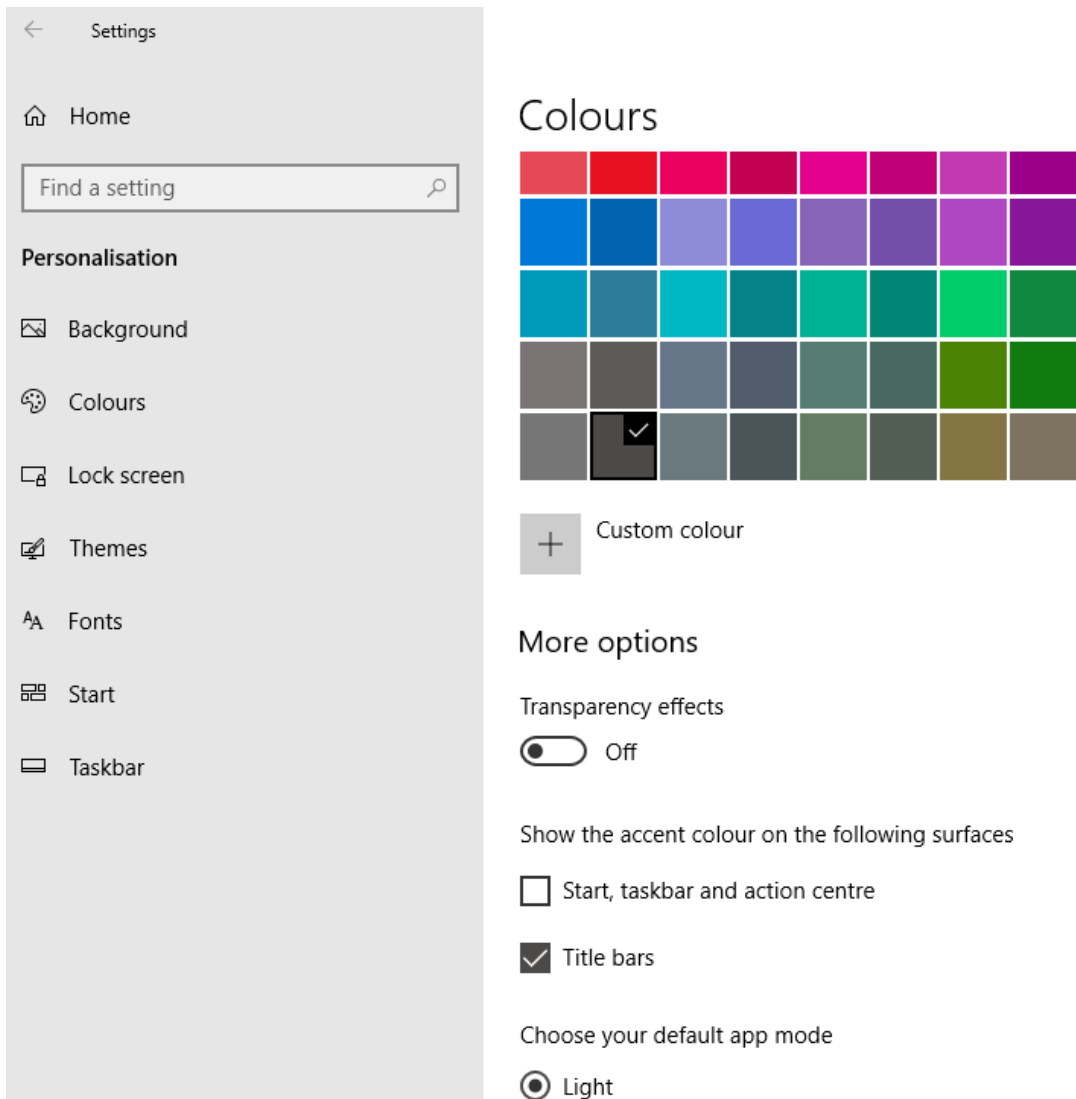 Settings
Home
Find a setting
Personalisation
Background
Colours
Lock screen
Themes
Fonts
Start
Taskbar
Colours
Custom colour
More options
Transparency effects
Off
Show the accent colour on the following surfaces
Start, taskbar and action centre
Title bars
Choose your default app mode
Light